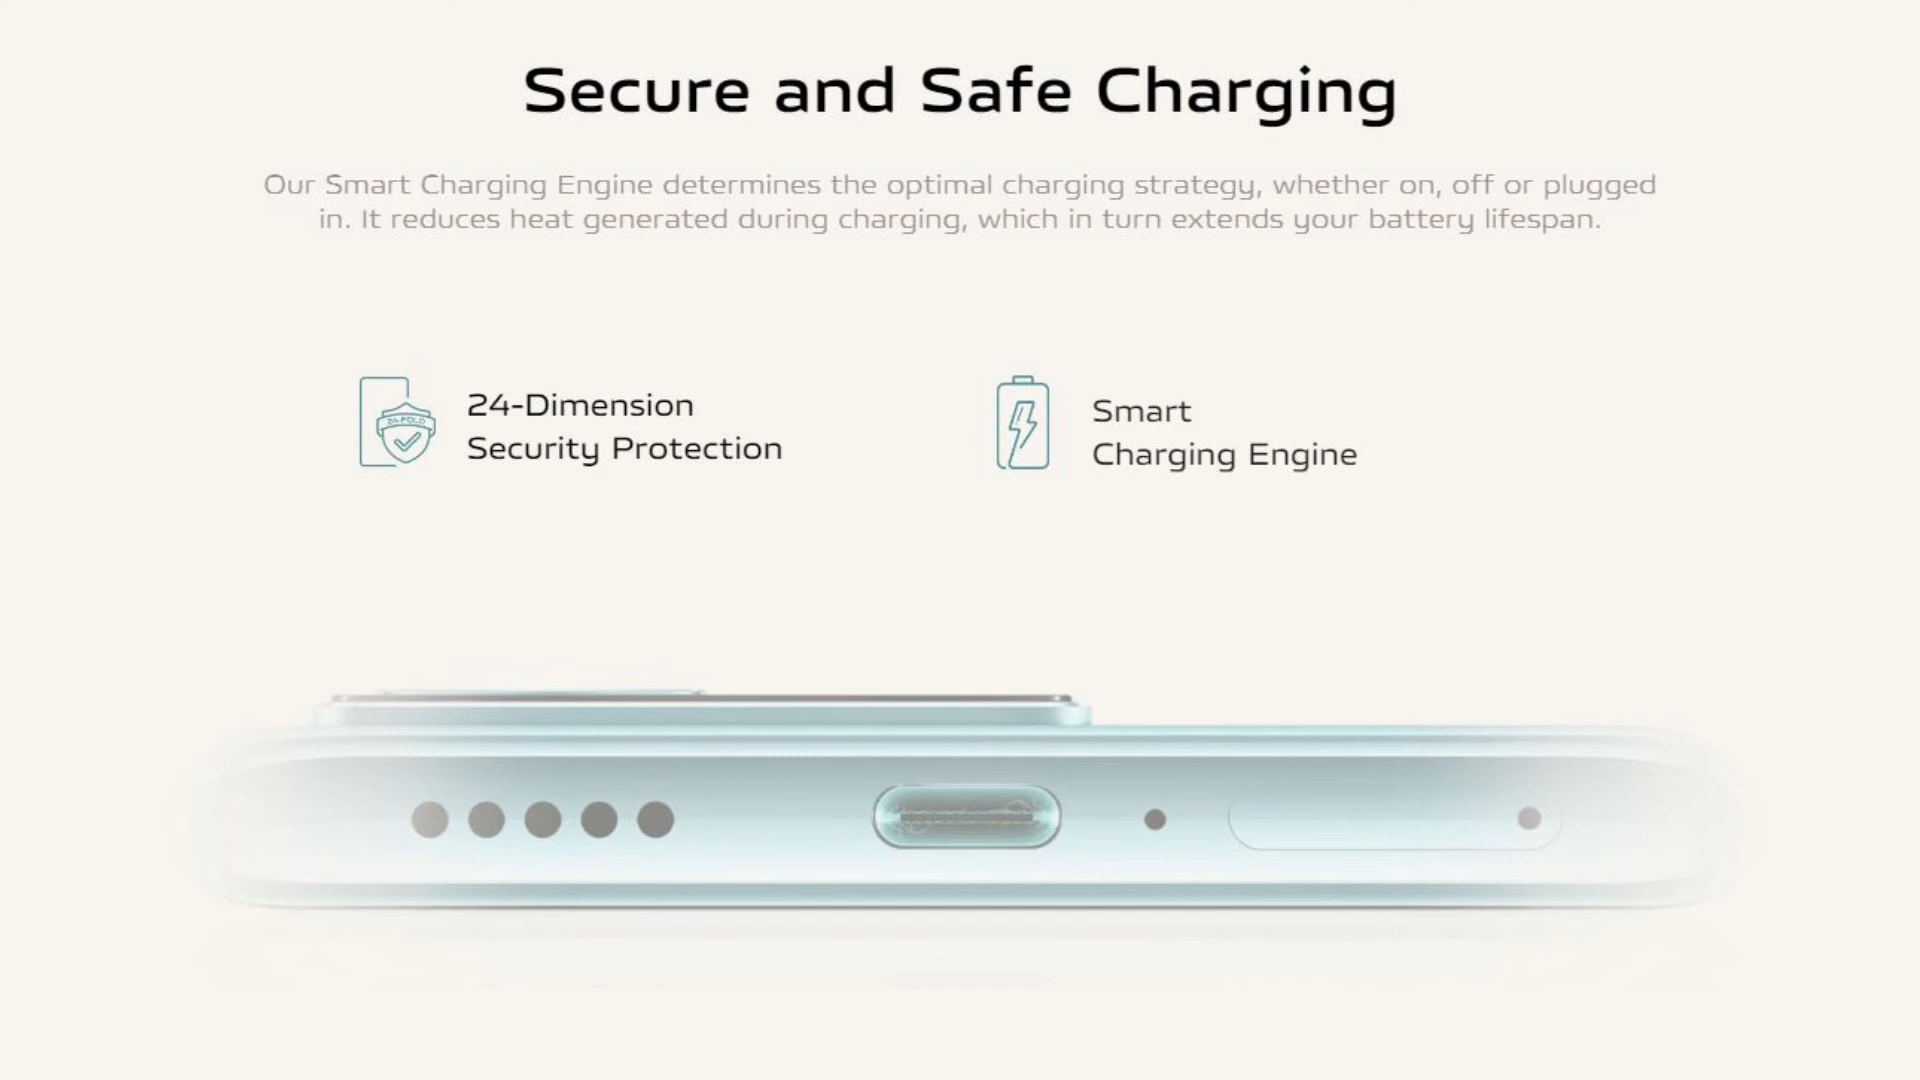 Secure and Safe Charging
Our Smart Charging Engine determines the optimal charging strategy, whether on, off or plugged
in. It reduces heat generated during charging, which in turn extends your battery lifespan.
24-FOLD
24-Dimension
Security Protection
Smart
Charging Engine